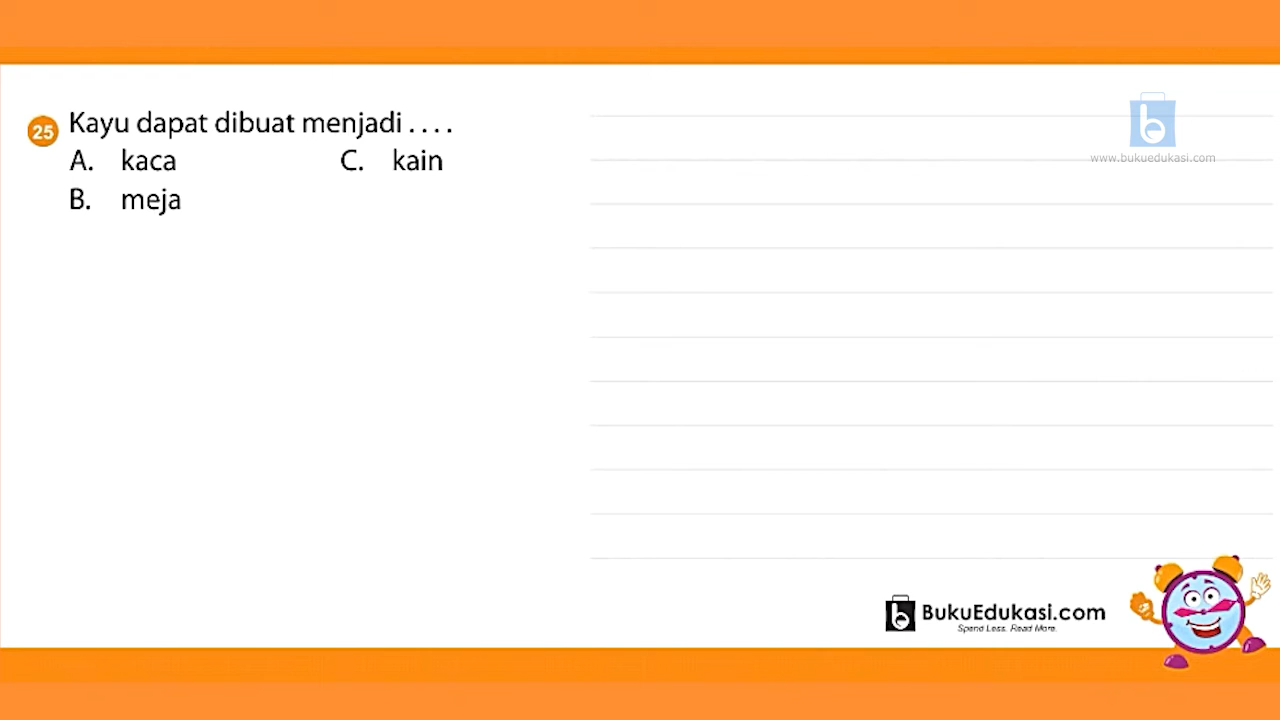 25 Kayu dapat dibuat menjadi . . . .
A. kaca C. kain
B. meja
www.bukuedukasi.com
BukuEdukasi.com
Spend Less. Read More.